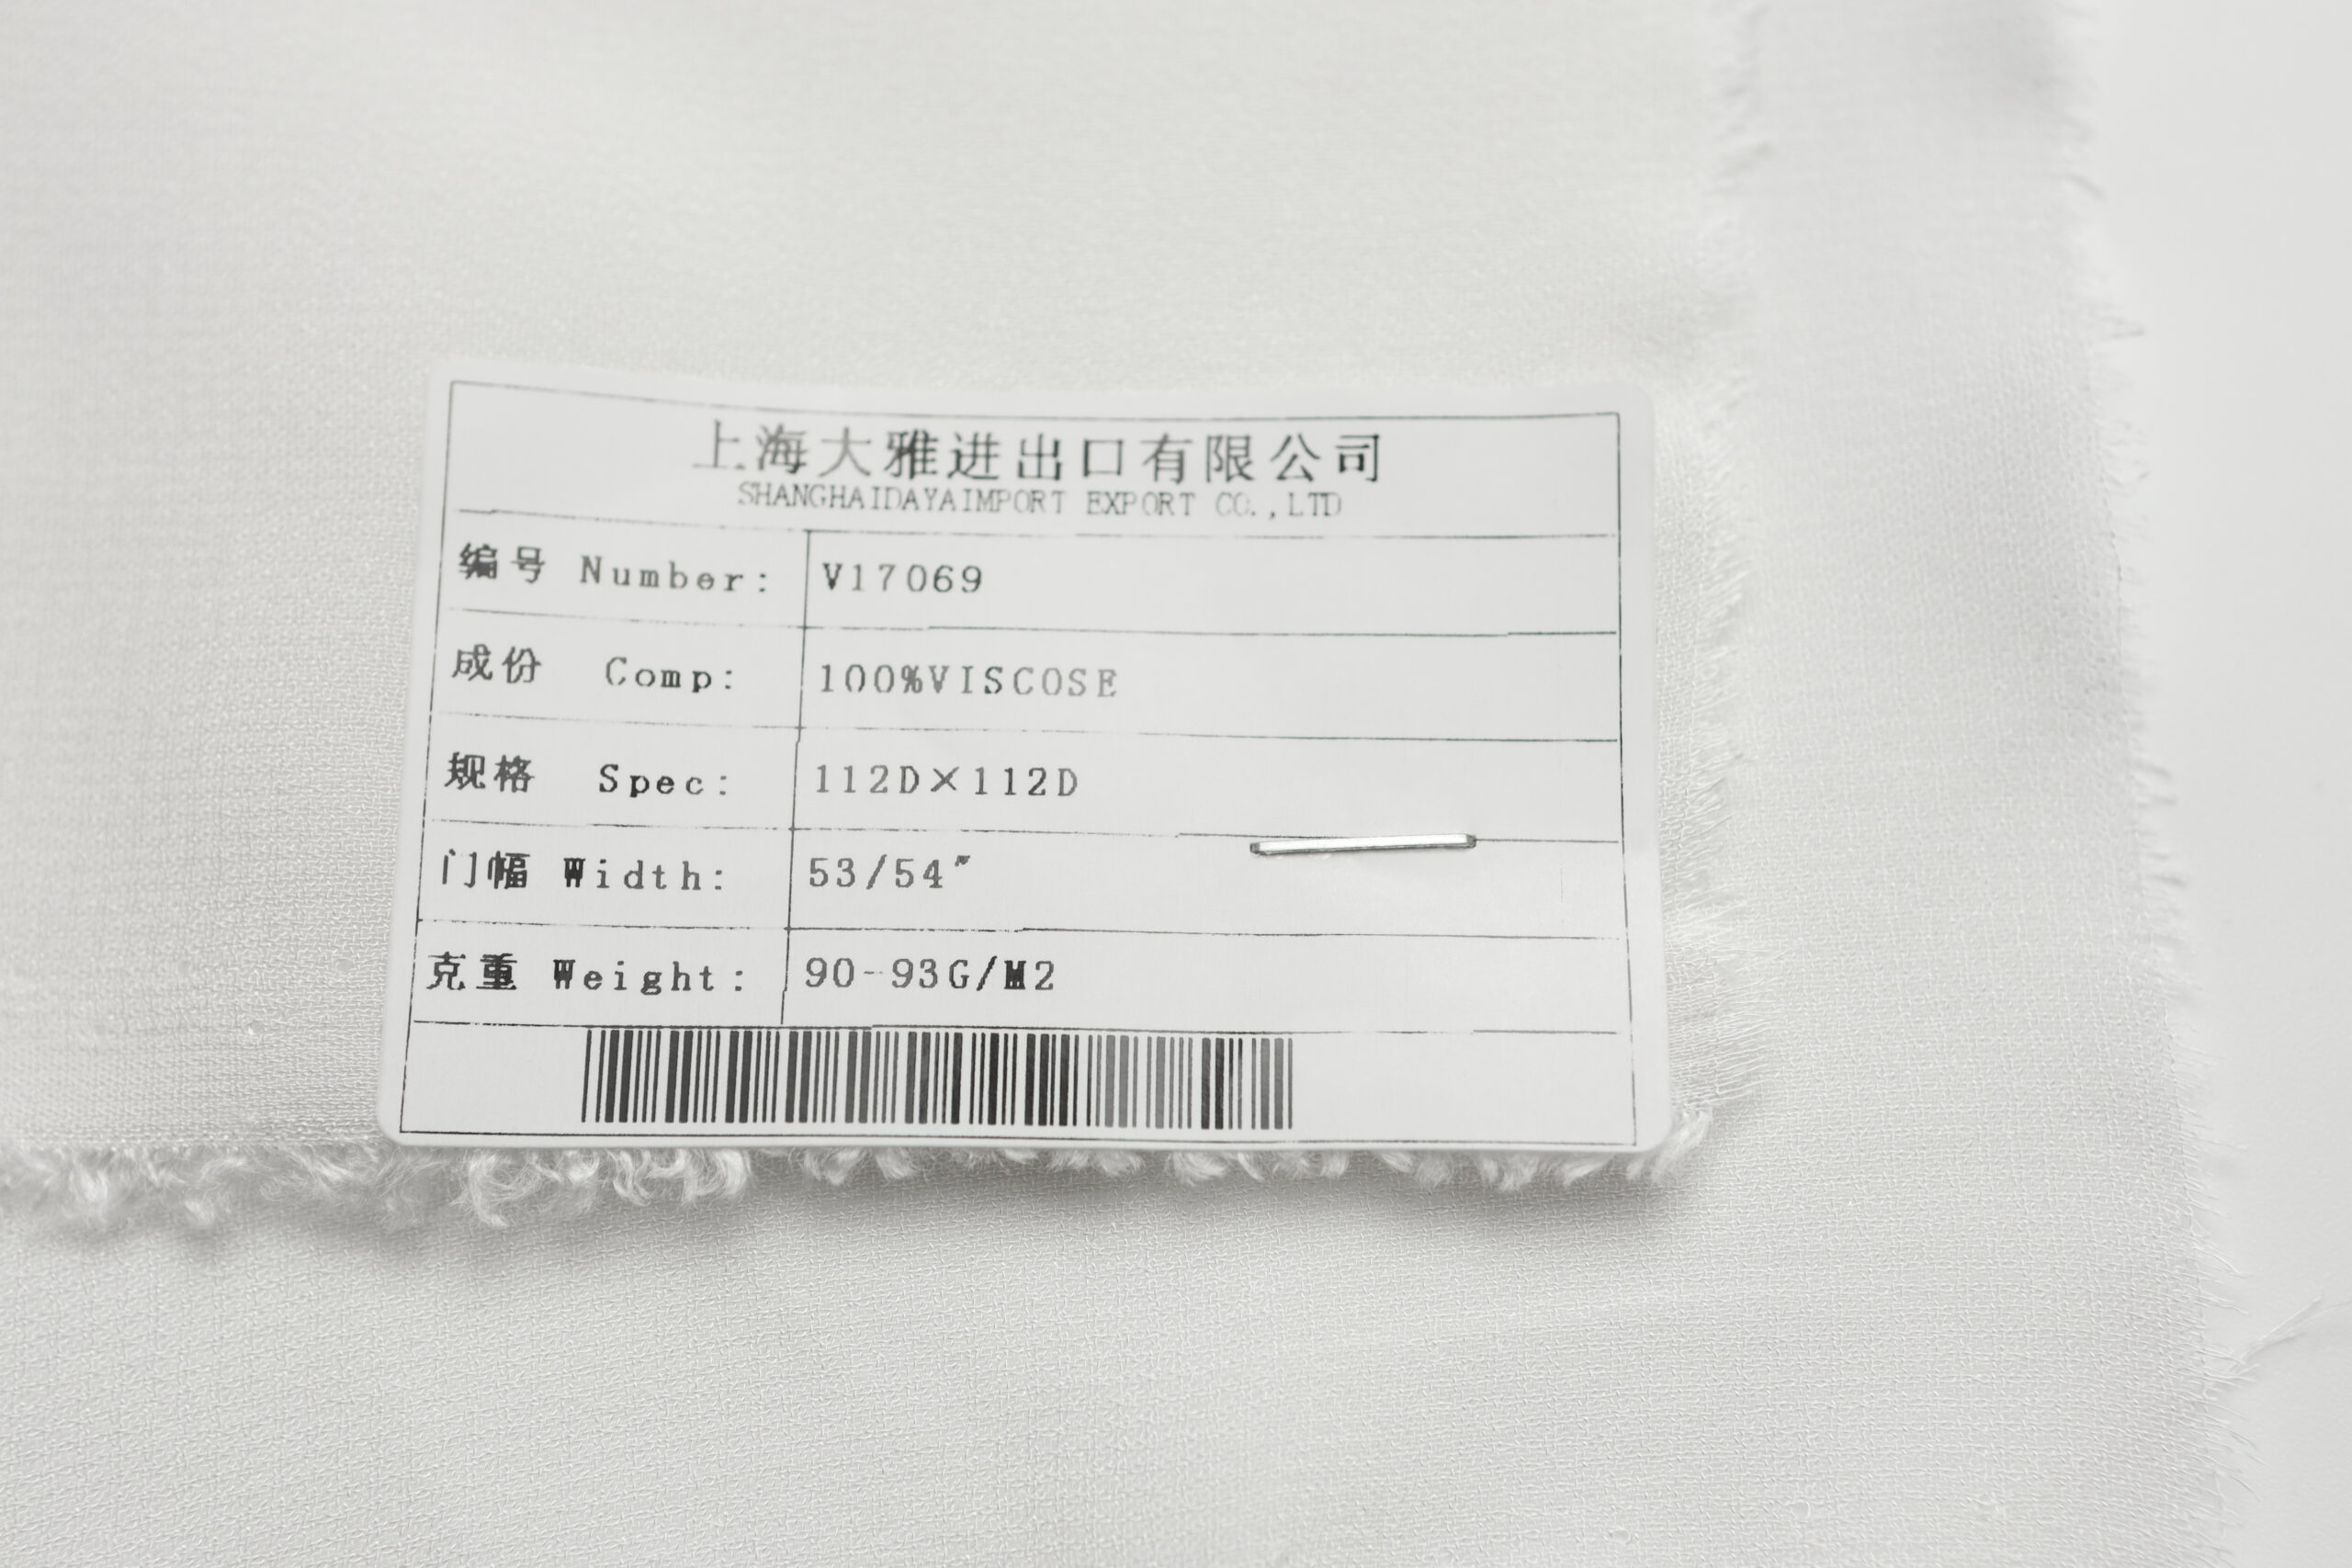 上海大雅进出口有限公司
SHANGHAIDAYAIMPORT EXPORT CO.,LTD
编号 Number: V17069
成份 Comp: 100%VISCOSE
规格 Spec: 112D×112D
门幅 Width: 53/54"
克重 Weight: 90-93G/M2